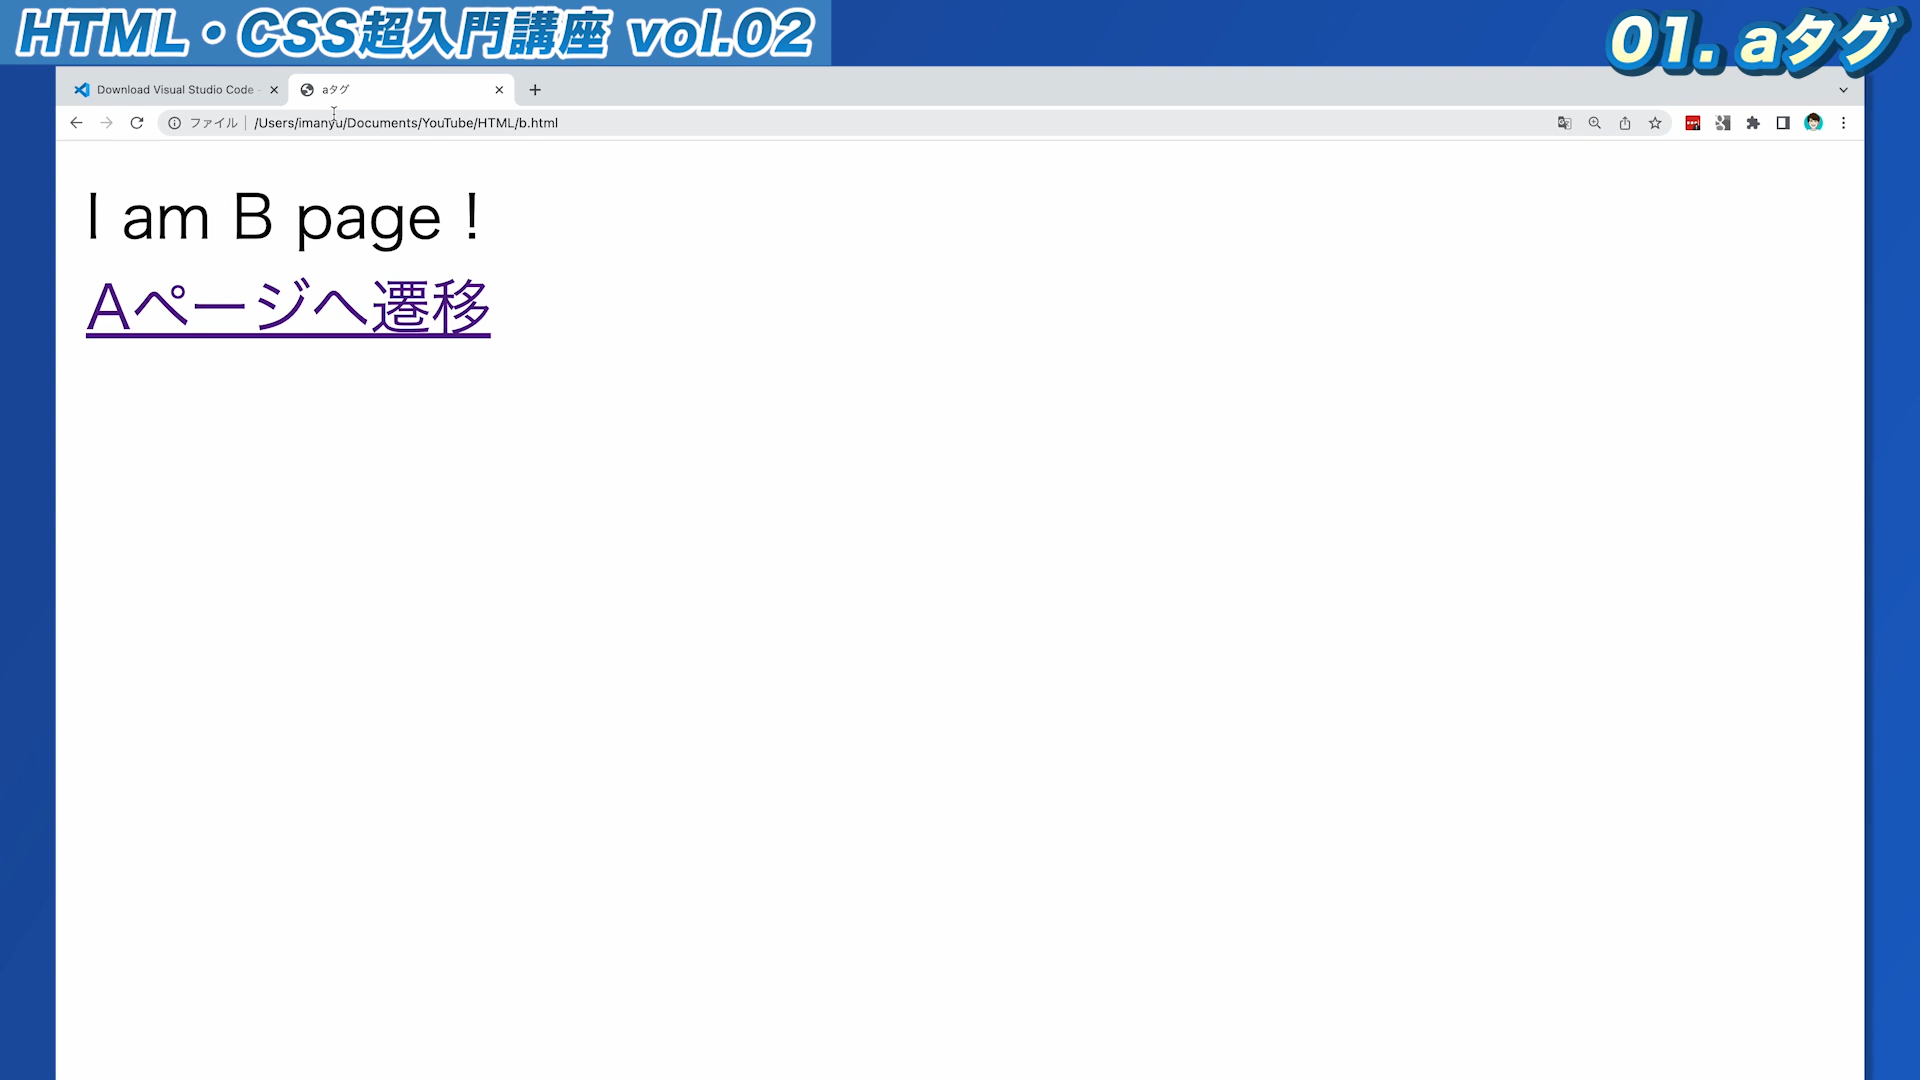 HTML・CSS超入門講座 vol.02
01. aタグ
Download Visual Studio Code -
aタグ
ファイル
/Users/imanyu/Documents/YouTube/HTML/b.html
I am B page !
Aページへ遷移